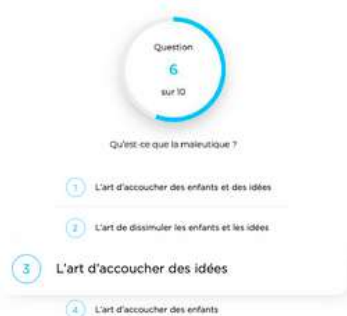 Question
6
sur 10
Qu'est-ce que la maïeutique ?
1 L'art d'accoucher des enfants et des idées
2 L'art de dissimuler les enfants et les idées
3 L'art d'accoucher des idées
4 L'art d'accoucher des enfants